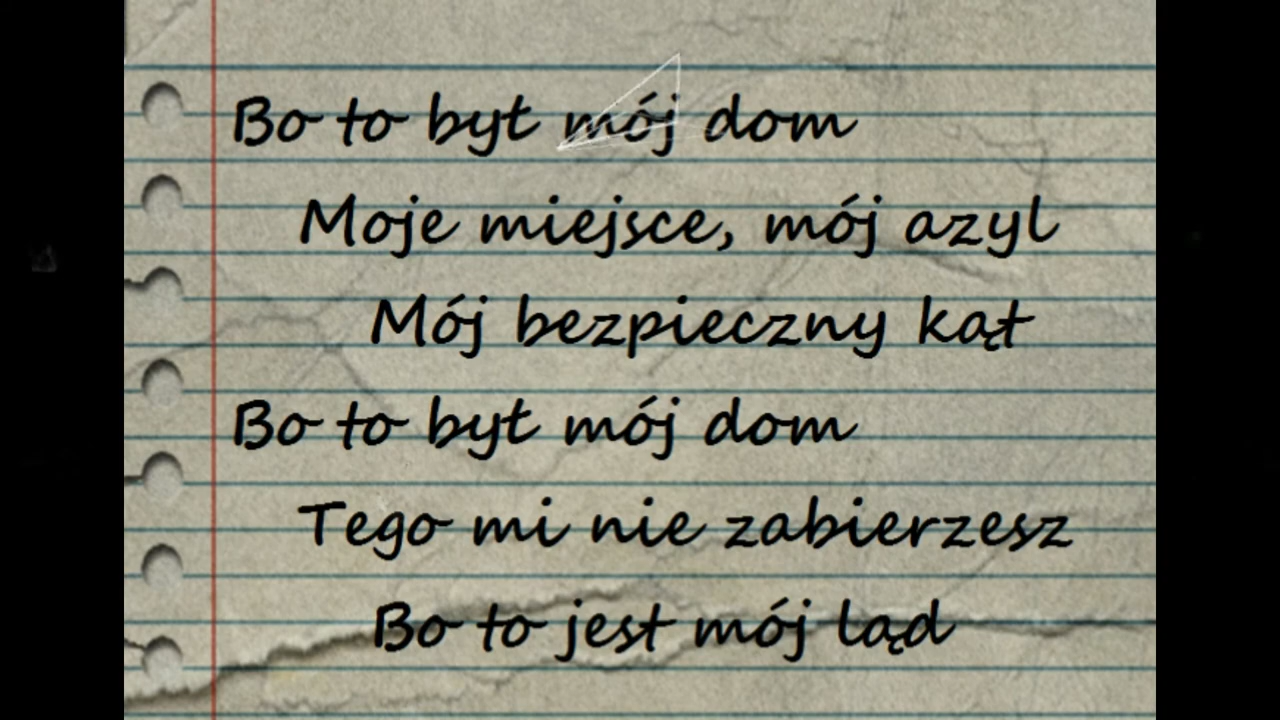 Bo to był mój dom
Moje miejsce, mój azyl
Mój bezpieczny kąt
Bo to był mój dom
Tego mi nie zabierzesz
Bo to jest mój ląd